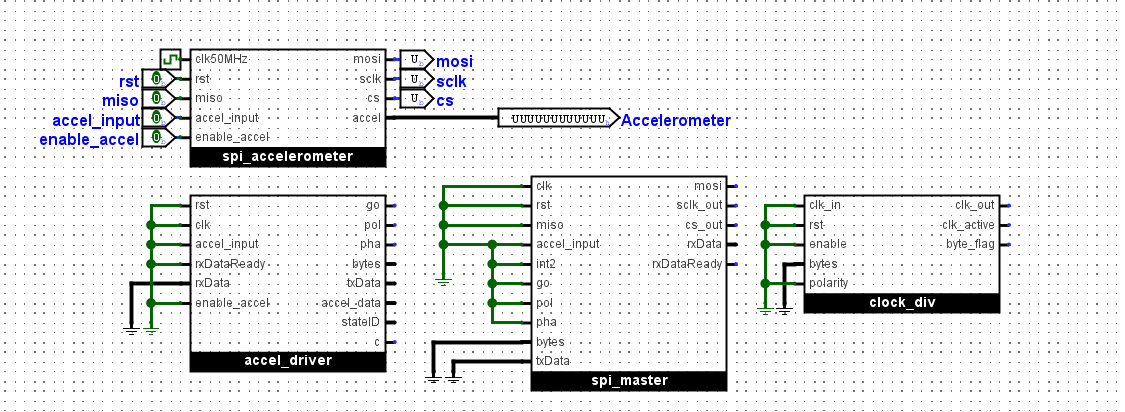 clk50MHz mosi U mosi
rst 0 rst sclk U sclk
miso 0 miso cs U cs
accel_input 0 accel_input accel UUUUUUUUUUUU Accelerometer
enable_accel 0 enable_accel
spi_accelerometer
rst go
clk pol
accel_input pha
rxDataReady bytes
rxData txData
enable_accel accel_data
stateID
c
accel_driver
clk mosi
rst sclk_out
miso cs_out
accel_input rxData
int2 rxDataReady
go
pol
pha
bytes
txData
spi_master
clk_in clk_out
rst clk_active
enable byte_flag
bytes
polarity
clock_div